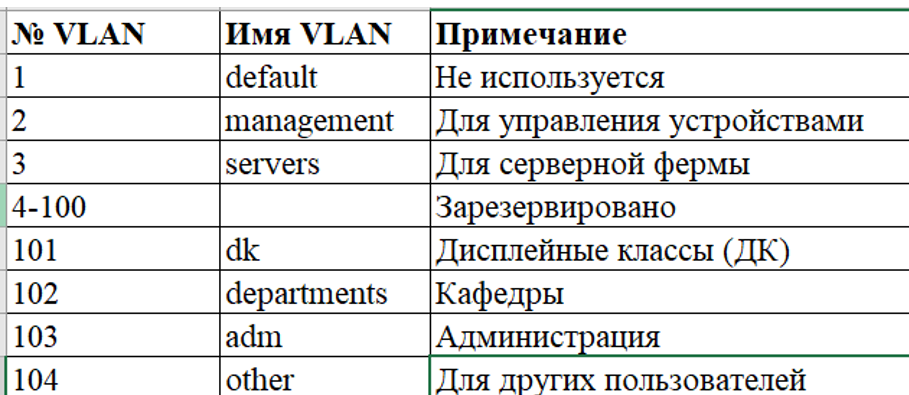 № VLAN Имя VLAN Примечание
1 default Не используется
2 management Для управления устройствами
3 servers Для серверной фермы
4-100 Зарезервировано
101 dk Дисплейные классы (ДК)
102 departments Кафедры
103 adm Администрация
104 other Для других пользователей